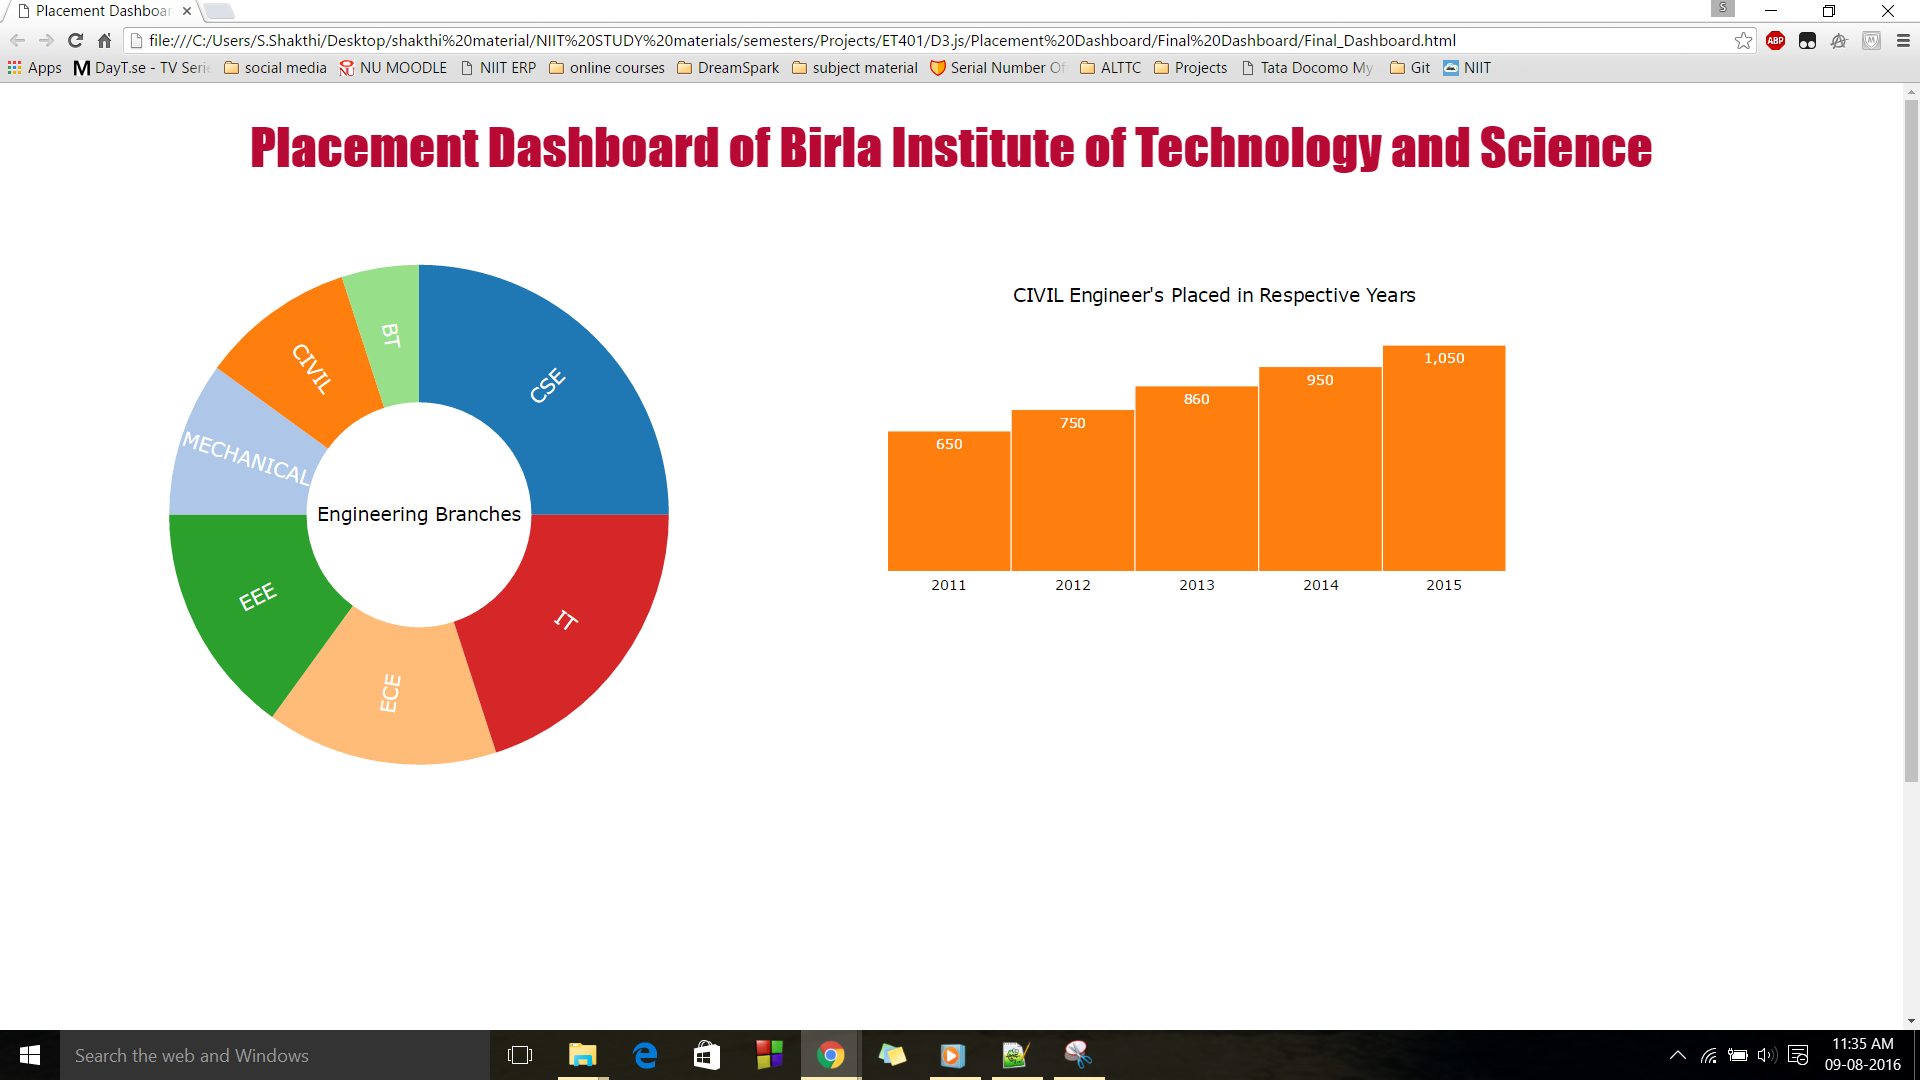 Placement Dashboar
S
file:///C:/Users/S.Shakthi/Desktop/shakthi%20material/NIIT%20STUDY%20materials/semesters/Projects/ET401/D3.js/Placement%20Dashboard/Final%20Dashboard/Final_Dashboard.html
ABP
Apps M DayT.se - TV Serie social media NU MOODLE NIIT ERP online courses DreamSpark subject material Serial Number Of ALTTC Projects Tata Docomo My Git NIIT
Placement Dashboard of Birla Institute of Technology and Science
BT
CSE
CIVIL
MECHANICAL
Engineering Branches
EEE
IT
ECE
CIVIL Engineer's Placed in Respective Years
650 750 860 950 1,050
2011 2012 2013 2014 2015
Search the web and Windows
11:35 AM
09-08-2016